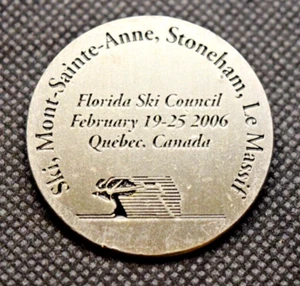 Ski, Mont-Sainte-Anne, Stoneham, Le Massif
Florida Ski Council
February 19-25 2006
Quebec, Canada